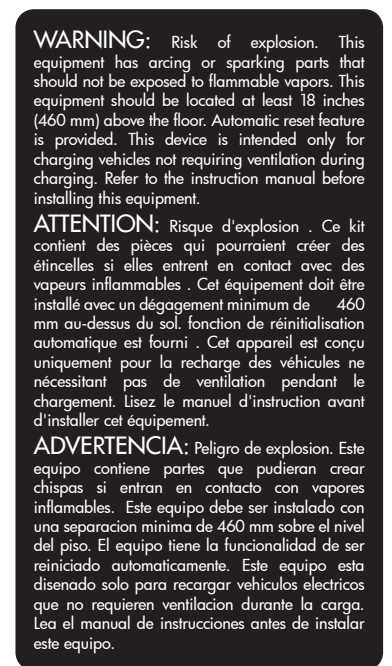 WARNING: Risk of explosion. This
equipment has arcing or sparking parts that
should not be exposed to flammable vapors. This
equipment should be located at least 18 inches
(460 mm) above the floor. Automatic reset feature
is provided. This device is intended only for
charging vehicles not requiring ventilation during
charging. Refer to the instruction manual before
installing this equipment.
ATTENTION: Risque d'explosion . Ce kit
contient des pièces qui pourraient créer des
étincelles si elles entrent en contact avec des
vapeurs inflammables . Cet équipement doit être
installé avec un dégagement minimum de 460
mm au-dessus du sol. fonction de réinitialisation
automatique est fourni . Cet appareil est conçu
uniquement pour la recharge des véhicules ne
nécessitant pas de ventilation pendant le
chargement. Lisez le manuel d'instruction avant
d'installer cet équipement.
ADVERTENCIA: Peligro de explosion. Este
equipo contiene partes que pudieran crear
chispas si entran en contacto con vapores
inflamables. Este equipo debe ser instalado con
una separacion minima de 460 mm sobre el nivel
del piso. El equipo tiene la funcionalidad de ser
reiniciado automaticamente. Este equipo esta
disenado solo para recargar vehiculos electricos
que no requieren ventilacion durante la carga.
Lea el manual de instrucciones antes de instalar
este equipo.